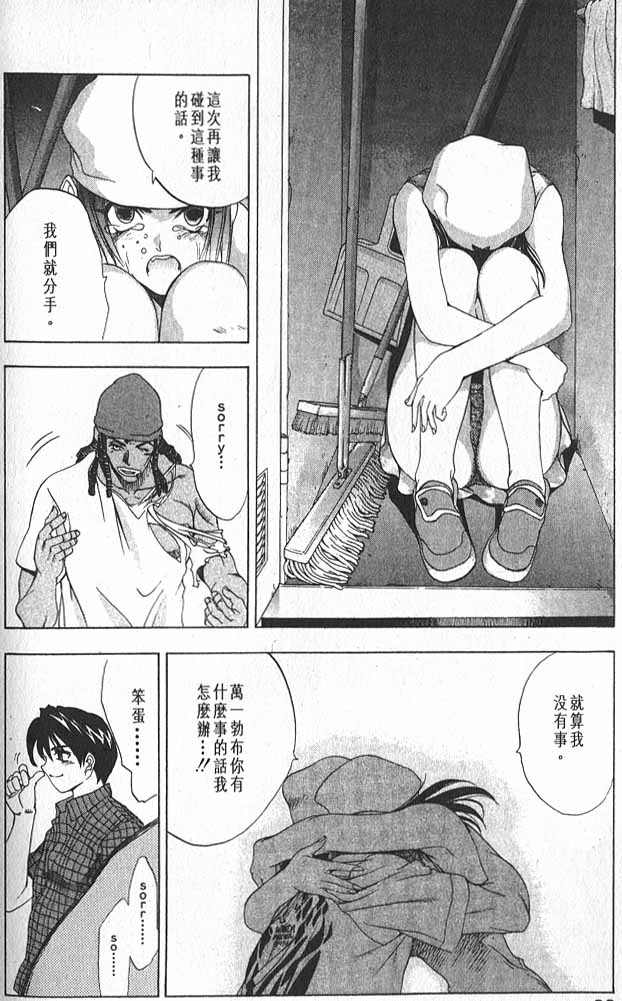 這次再讓我
碰到這種事
的話。
我們就分手。
sorry…
就算我
没有事。
萬一勃布你有
什麼事的話我
怎麼辦…!!
笨蛋……
sorr……
so……